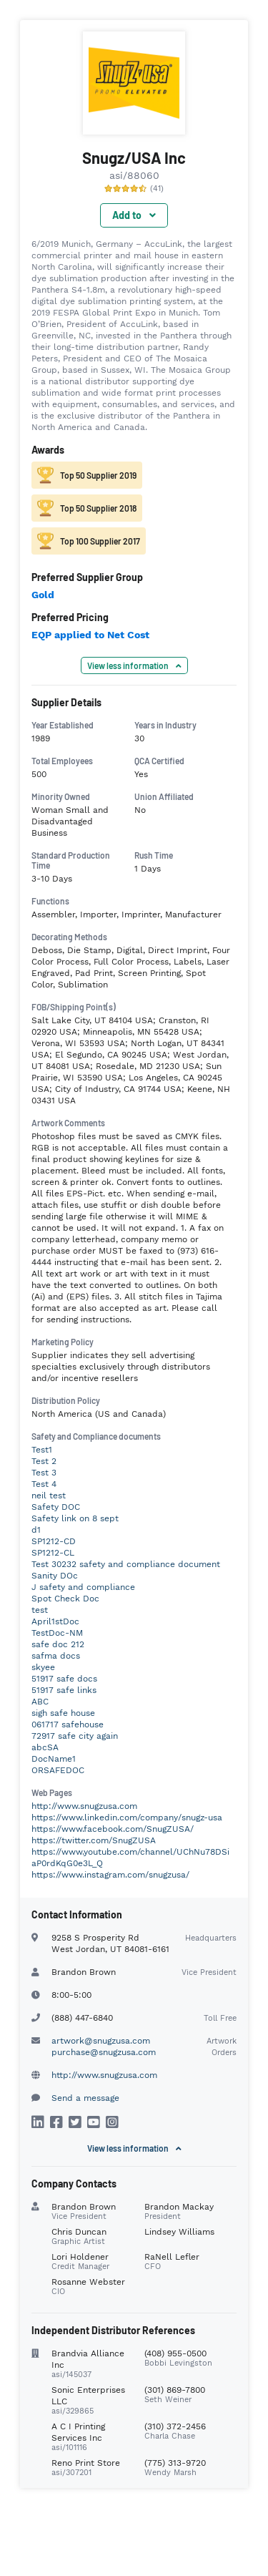 Snugz/usa
PROMO ELEVATED
Snugz/USA Inc
asi/88060
(41)
Add to
6/2019 Munich, Germany – AccuLink, the largest
commercial printer and mail house in eastern
North Carolina, will significantly increase their
dye sublimation production after investing in the
Panthera S4-1.8m, a revolutionary high-speed
digital dye sublimation printing system, at the
2019 FESPA Global Print Expo in Munich. Tom
O’Brien, President of AccuLink, based in
Greenville, NC, invested in the Panthera through
their long-time distribution partner, Randy
Peters, President and CEO of The Mosaica
Group, based in Sussex, WI. The Mosaica Group
is a national distributor supporting dye
sublimation and wide format print processes
with equipment, consumables, and services, and
is the exclusive distributor of the Panthera in
North America and Canada.
Awards
Top 50 Supplier 2019
Top 50 Supplier 2018
Top 100 Supplier 2017
Preferred Supplier Group
Gold
Preferred Pricing
EQP applied to Net Cost
View less information
Supplier Details
Year Established
1989
Years in Industry
30
Total Employees
500
QCA Certified
Yes
Minority Owned
Woman Small and
Disadvantaged
Business
Union Affiliated
No
Standard Production
Time
3-10 Days
Rush Time
1 Days
Functions
Assembler, Importer, Imprinter, Manufacturer
Decorating Methods
Deboss, Die Stamp, Digital, Direct Imprint, Four
Color Process, Full Color Process, Labels, Laser
Engraved, Pad Print, Screen Printing, Spot
Color, Sublimation
FOB/Shipping Point(s)
Salt Lake City, UT 84104 USA; Cranston, RI
02920 USA; Minneapolis, MN 55428 USA;
Verona, WI 53593 USA; North Logan, UT 84341
USA; El Segundo, CA 90245 USA; West Jordan,
UT 84081 USA; Rosedale, MD 21230 USA; Sun
Prairie, WI 53590 USA; Los Angeles, CA 90245
USA; City of Industry, CA 91744 USA; Keene, NH
03431 USA
Artwork Comments
Photoshop files must be saved as CMYK files.
RGB is not acceptable. All files must contain a
final product showing keylines for size &
placement. Bleed must be included. All fonts,
screen & printer ok. Convert fonts to outlines.
All files EPS-Pict. etc. When sending e-mail,
attach files, use stuffit or dish double before
sending large file otherwise it will MIME &
cannot be used. It will not expand. 1. A fax on
company letterhead, company memo or
purchase order MUST be faxed to (973) 616-
4444 instructing that e-mail has been sent. 2.
All text art work or art with text in it must
have the text converted to outlines. On both
(Ai) and (EPS) files. 3. All stitch files in Tajima
format are also accepted as art. Please call
for pending instructions.
Marketing Policy
Supplier indicates they sell advertising
specialties exclusively through distributors
and/or incentive resellers
Distribution Policy
North America (US and Canada)
Safety and Compliance documents
Test1
Test 2
Test 3
Test 4
neil test
Safety DOC
Safety link on 8 sept
d1
SP1212-CD
SP1212-CL
Test 30232 safety and compliance document
Sanity DOc
J safety and compliance
Spot Check Doc
test
April1stDoc
TestDoc-NM
safe doc 212
safma docs
skyee
51917 safe docs
51917 safe links
ABC
sigh safe house
061717 safehouse
72917 safe city again
abcSA
DocName1
ORSAFEDOC
Web Pages
http://www.snugzusa.com
https://www.linkedin.com/company/snugz-usa
https://www.facebook.com/SnugZUSA/
https://twitter.com/SnugZUSA
https://www.youtube.com/channel/UChNu78DSi
aP0rdKqG0e3L_Q
https://www.instagram.com/snugzusa/
Contact Information
9258 S Prosperity Rd Headquarters
West Jordan, UT 84081-6161
Brandon Brown Vice President
8:00-5:00
(888) 447-6840 Toll Free
artwork@snugzusa.com Artwork
purchase@snugzusa.com Orders
http://www.snugzusa.com
Send a message
View less information
Company Contacts
Brandon Brown
Vice President
Brandon Mackay
President
Chris Duncan
Graphic Artist
Lindsey Williams
Lori Holdener
Credit Manager
RaNell Lefler
CFO
Rosanne Webster
CIO
Independent Distributor References
Brandvia Alliance
Inc
asi/145037
(408) 955-0500
Bobbi Levingston
Sonic Enterprises
LLC
asi/329865
(301) 869-7800
Seth Weiner
A C I Printing
Services Inc
asi/101116
(310) 372-2456
Charla Chase
Reno Print Store
asi/307201
(775) 313-9720
Wendy Marsh